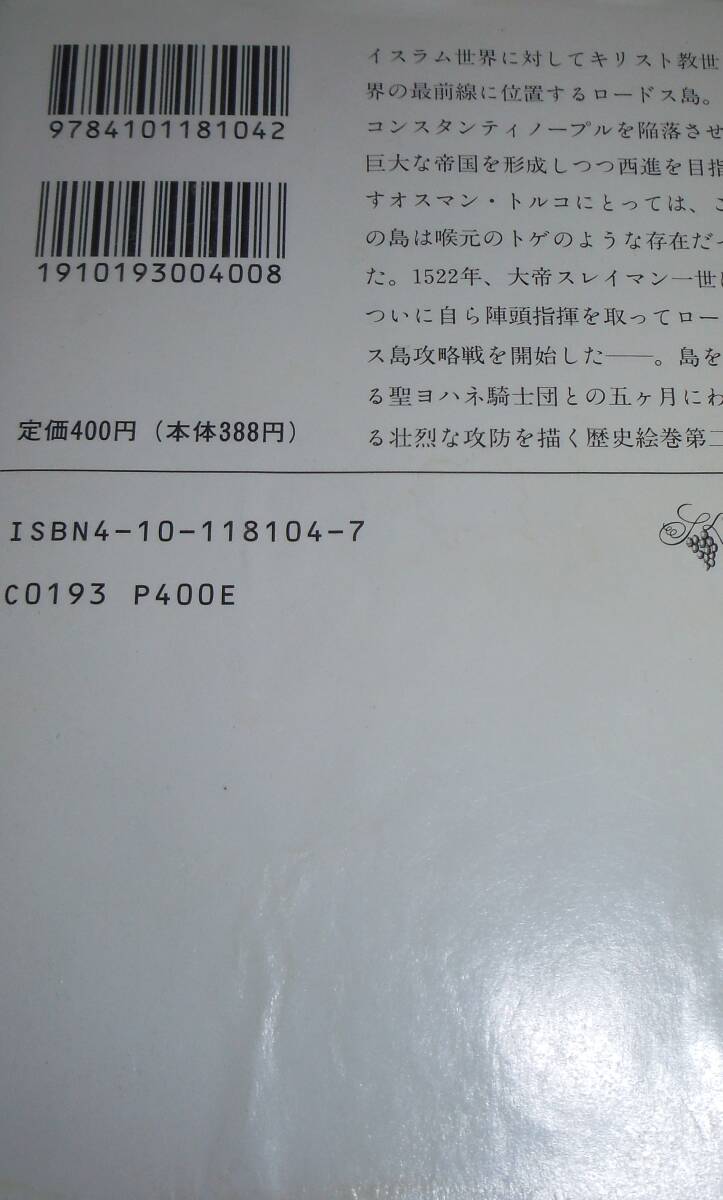 9784101181042
1910193004008
定価400円（本体388円）
イスラム世界に対してキリスト教世
界の最前線に位置するロードス島。
コンスタンティノープルを陥落させ
巨大な帝国を形成しつつ西進を目指
すオスマン・トルコにとっては、こ
の島は喉元のトゲのような存在だっ
た。1522年、大帝スレイマン一世は
ついに自ら陣頭指揮を取ってロー
ス島攻略戦を開始した──。島を
る聖ヨハネ騎士団との五ヶ月にわ
る壮烈な攻防を描く歴史絵巻第二
ISBN4-10-118104-7
C0193 P400E